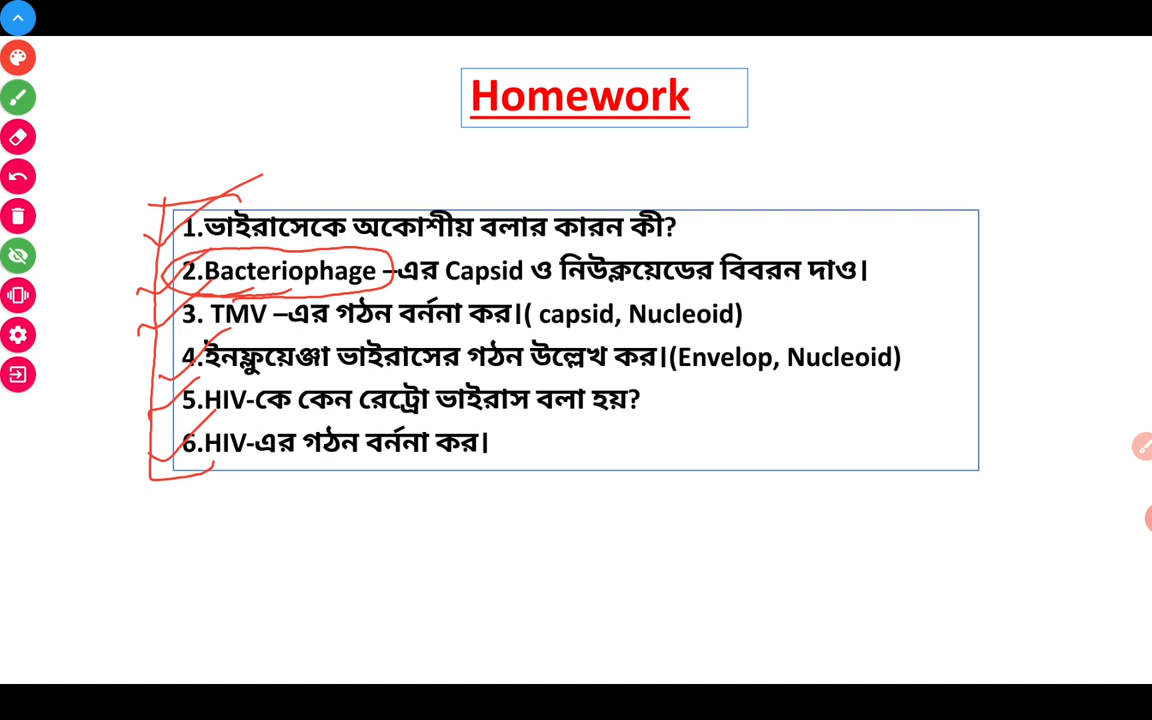 Homework
1.ভাইরাসেকে অকোশীয় বলার কারন কী?
2.Bacteriophage –এর Capsid ও নিউক্লয়েডের বিবরন দাও।
3. TMV –এর গঠন বর্ননা কর।( capsid, Nucleoid)
4.ইনফ্লুয়েঞ্জা ভাইরাসের গঠন উল্লেখ কর।(Envelop, Nucleoid)
5.HIV-কে কেন রেট্রো ভাইরাস বলা হয়?
6.HIV-এর গঠন বর্ননা কর।